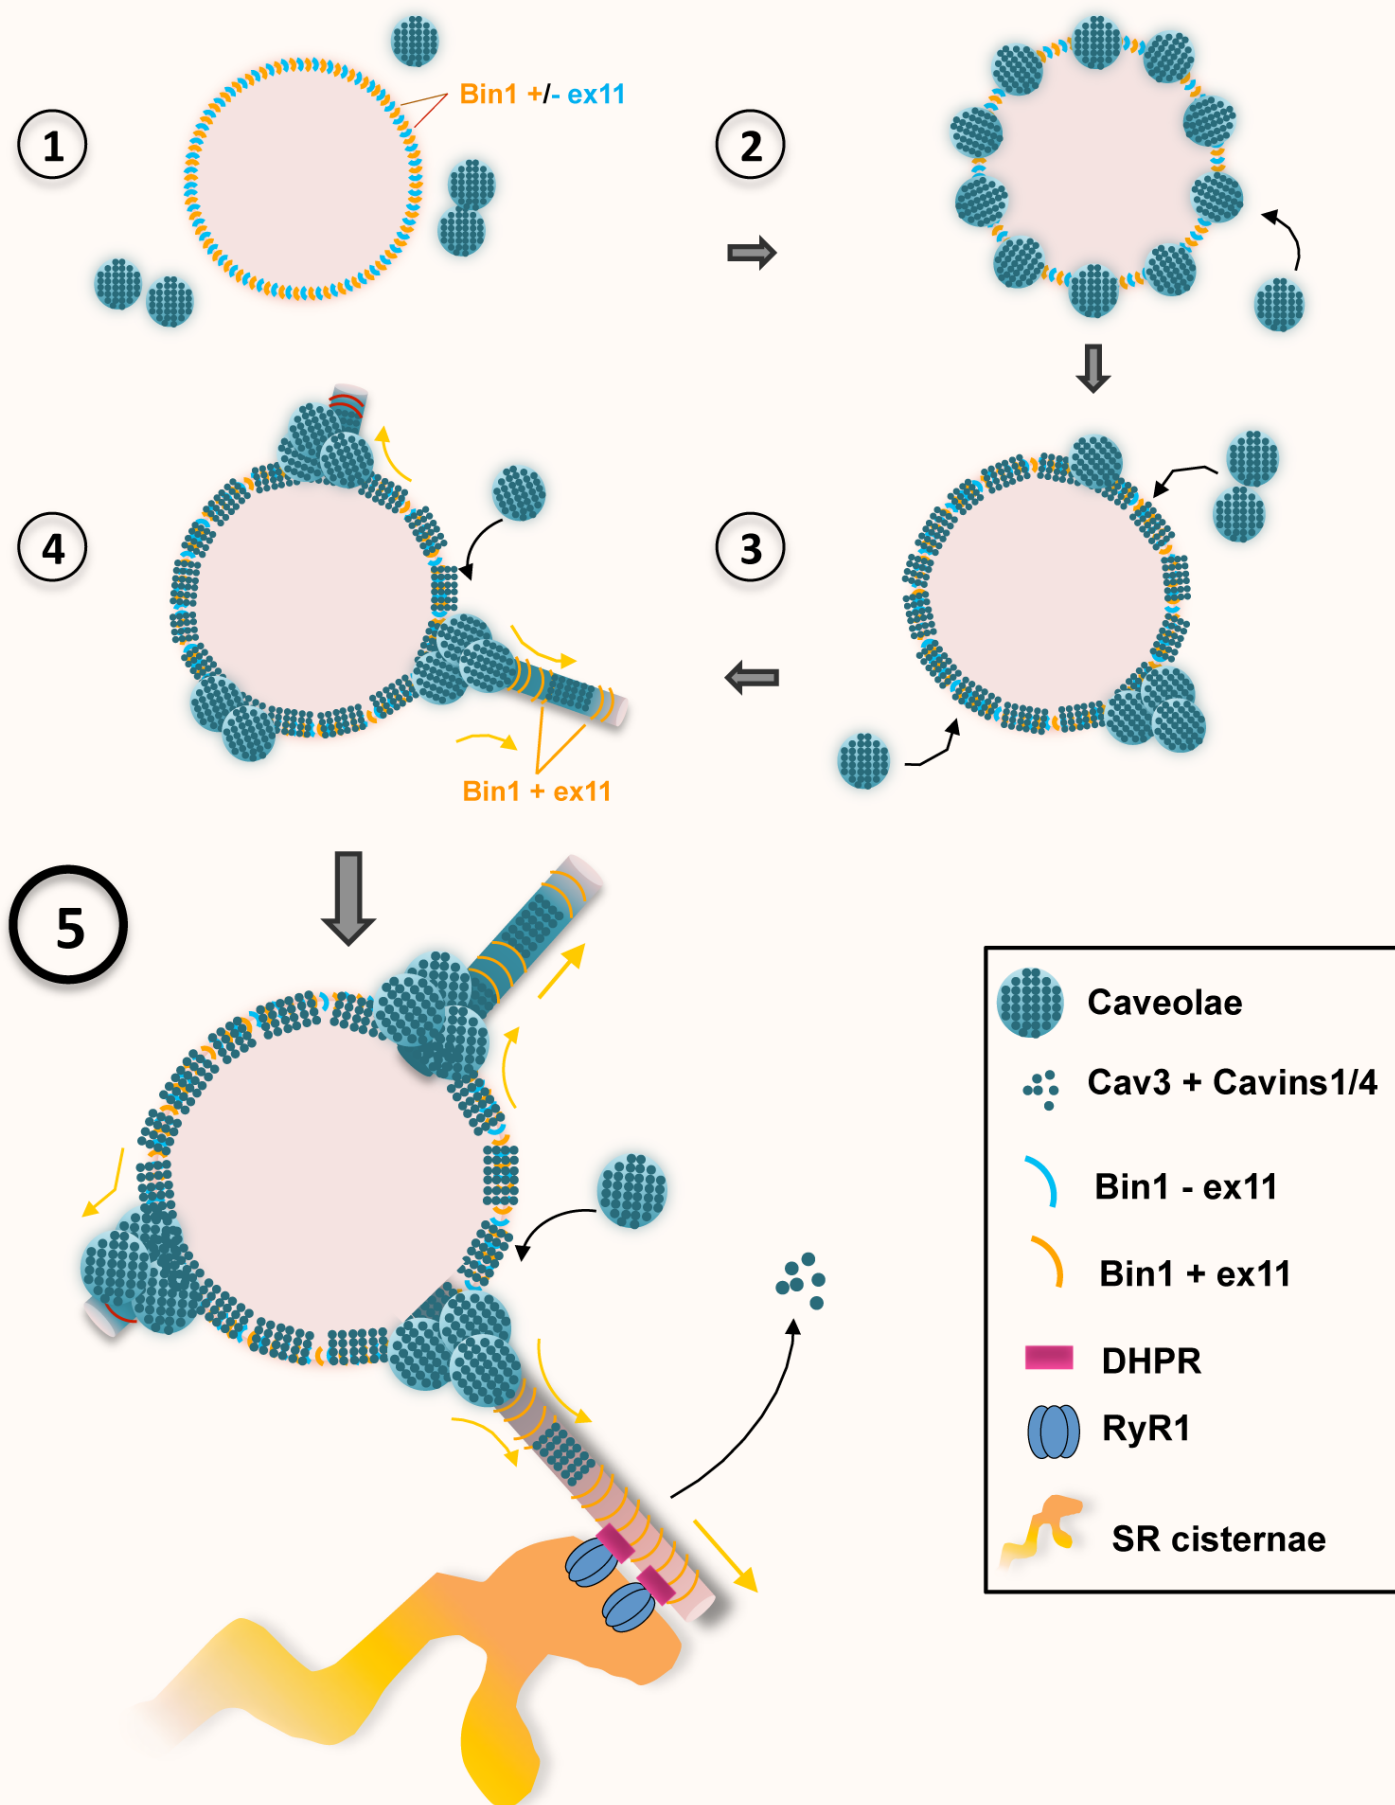 1
Bin1 +/- ex11
2
4
3
Bin1 + ex11
5
Caveolae
Cav3 + Cavins1/4
Bin1 - ex11
Bin1 + ex11
DHPR
RyR1
SR cisternae